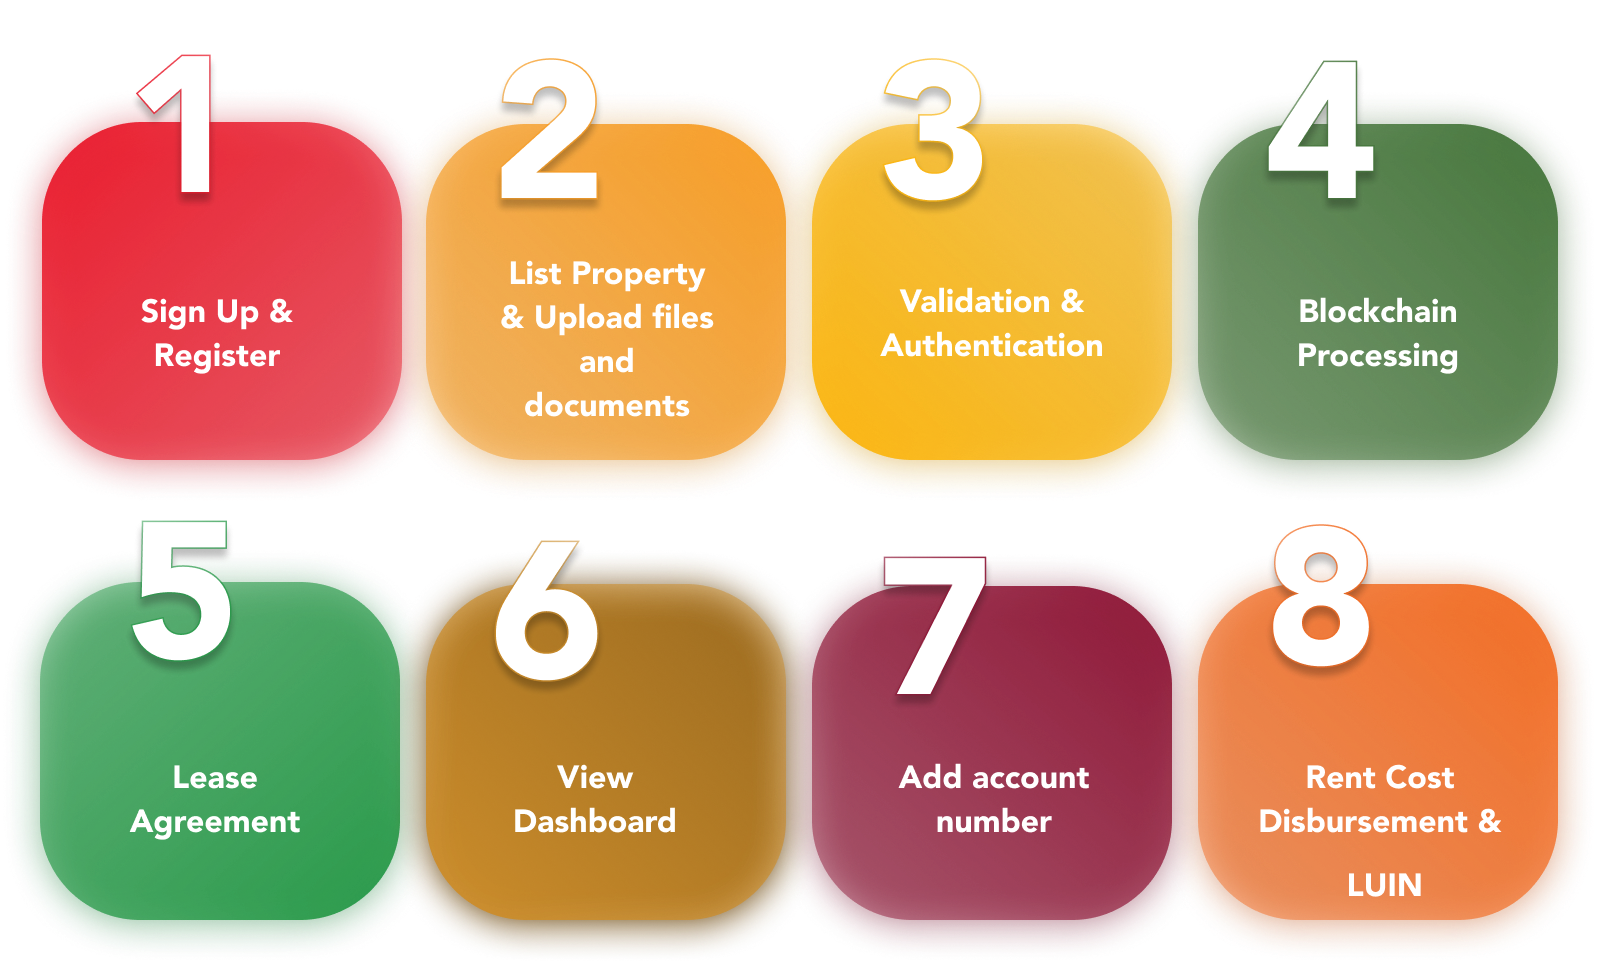 1
Sign Up &
Register
2
List Property
& Upload files
and
documents
3
Validation &
Authentication
4
Blockchain
Processing
5
Lease
Agreement
6
View
Dashboard
7
Add account
number
8
Rent Cost
Disbursement &
LUIN